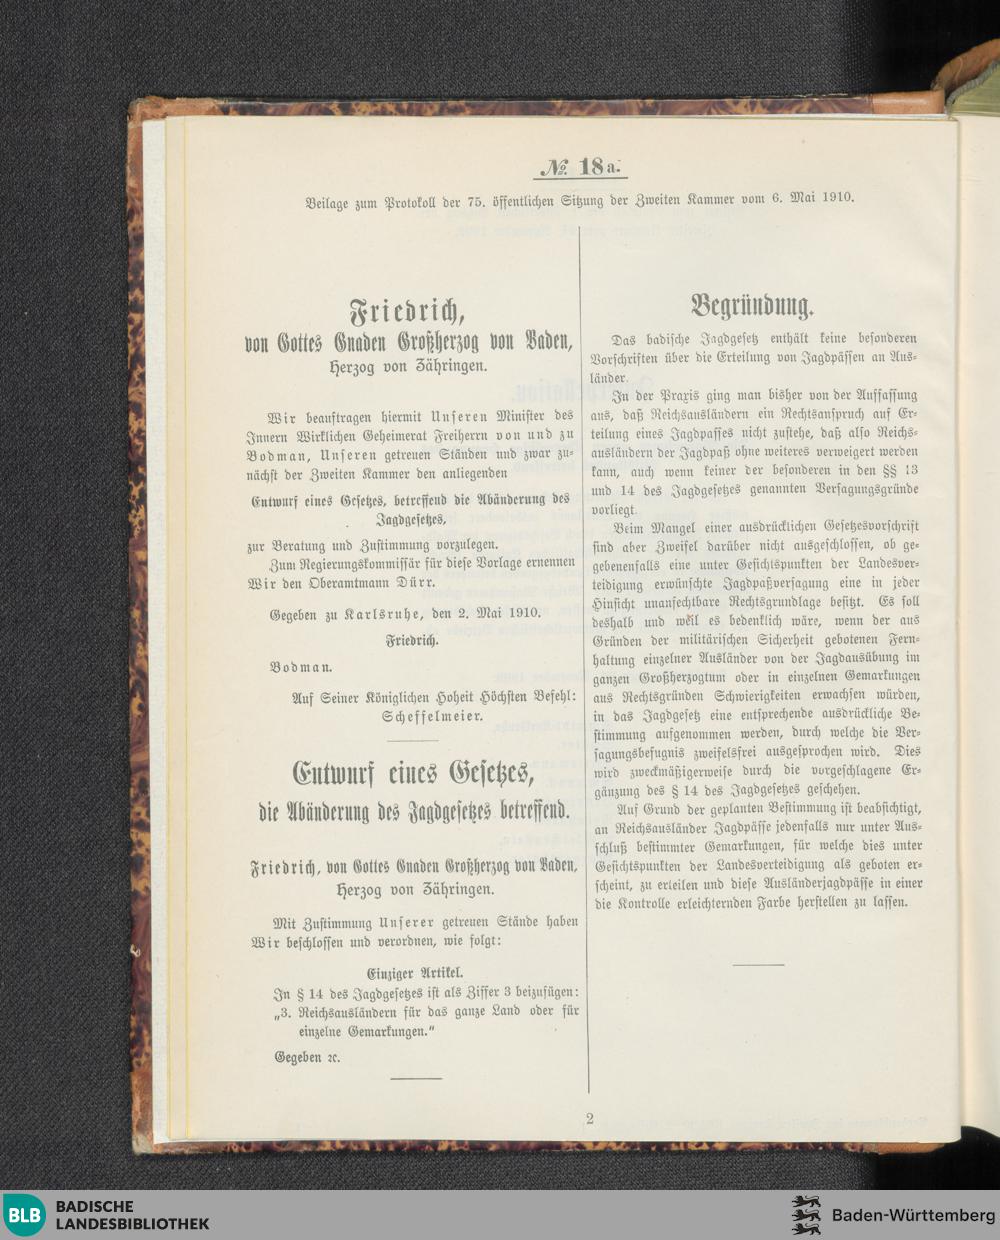 № 18a.
Beilage zum Protokoll der 75. öffentlichen Sitzung der Zweiten Kammer vom 6. Mai 1910.
Friedrich,
von Gottes Gnaden Großherzog von Baden,
Herzog von Zähringen.
Wir beauftragen hiermit Unseren Minister des
Innern Wirklichen Geheimerat Freiherrn von und zu
Bodman, Unseren getreuen Ständen und zwar zu-
nächst der Zweiten Kammer den anliegenden
Entwurf eines Gesetzes, betreffend die Abänderung des
Jagdgesetzes,
zur Beratung und Zustimmung vorzulegen.
Zum Regierungskommissär für diese Vorlage ernennen
Wir den Oberamtmann Dürr.
Gegeben zu Karlsruhe, den 2. Mai 1910.
Friedrich.
Bodman.
Auf Seiner Königlichen Hoheit Höchsten Befehl:
Scheffelmeier.
Entwurf eines Gesetzes,
die Abänderung des Jagdgesetzes betreffend.
Friedrich, von Gottes Gnaden Großherzog von Baden,
Herzog von Zähringen.
Mit Zustimmung Unserer getreuen Stände haben
Wir beschlossen und verordnen, wie folgt:
Einziger Artikel.
In § 14 des Jagdgesetzes ist als Ziffer 3 beizufügen:
„3. Reichsausländern für das ganze Land oder für
einzelne Gemarkungen.“
Gegeben ꝛc.
Begründung.
Das badische Jagdgesetz enthält keine besonderen
Vorschriften über die Erteilung von Jagdpässen an Aus-
länder.
In der Praxis ging man bisher von der Auffassung
aus, daß Reichsausländern ein Rechtsanspruch auf Er-
teilung eines Jagdpasses nicht zustehe, daß also Reichs-
ausländern der Jagdpaß ohne weiteres verweigert werden
kann, auch wenn keiner der besonderen in den §§ 13
und 14 des Jagdgesetzes genannten Versagungsgründe
vorliegt.
Beim Mangel einer ausdrücklichen Gesetzesvorschrift
sind aber Zweifel darüber nicht ausgeschlossen, ob ge-
gebenenfalls eine unter Gesichtspunkten der Landesver-
teidigung erwünschte Jagdpaßversagung eine in jeder
Hinsicht unanfechtbare Rechtsgrundlage besitzt. Es soll
deshalb und weil es bedenklich wäre, wenn der aus
Gründen der militärischen Sicherheit gebotenen Fern-
haltung einzelner Ausländer von der Jagdausübung im
ganzen Großherzogtum oder in einzelnen Gemarkungen
aus Rechtsgründen Schwierigkeiten erwachsen würden,
in das Jagdgesetz eine entsprechende ausdrückliche Be-
stimmung aufgenommen werden, durch welche die Ver-
sagungsbefugnis zweifelsfrei ausgesprochen wird. Dies
wird zweckmäßigerweise durch die vorgeschlagene Er-
gänzung des § 14 des Jagdgesetzes geschehen.
Auf Grund der geplanten Bestimmung ist beabsichtigt,
an Reichsausländer Jagdpässe jedenfalls nur unter Aus-
schluß bestimmter Gemarkungen, für welche dies unter
Gesichtspunkten der Landesverteidigung als geboten er-
scheint, zu erteilen und diese Ausländerjagdpässe in einer
die Kontrolle erleichternden Farbe herstellen zu lassen.
2
BLB
BADISCHE
LANDESBIBLIOTHEK
Baden-Württemberg